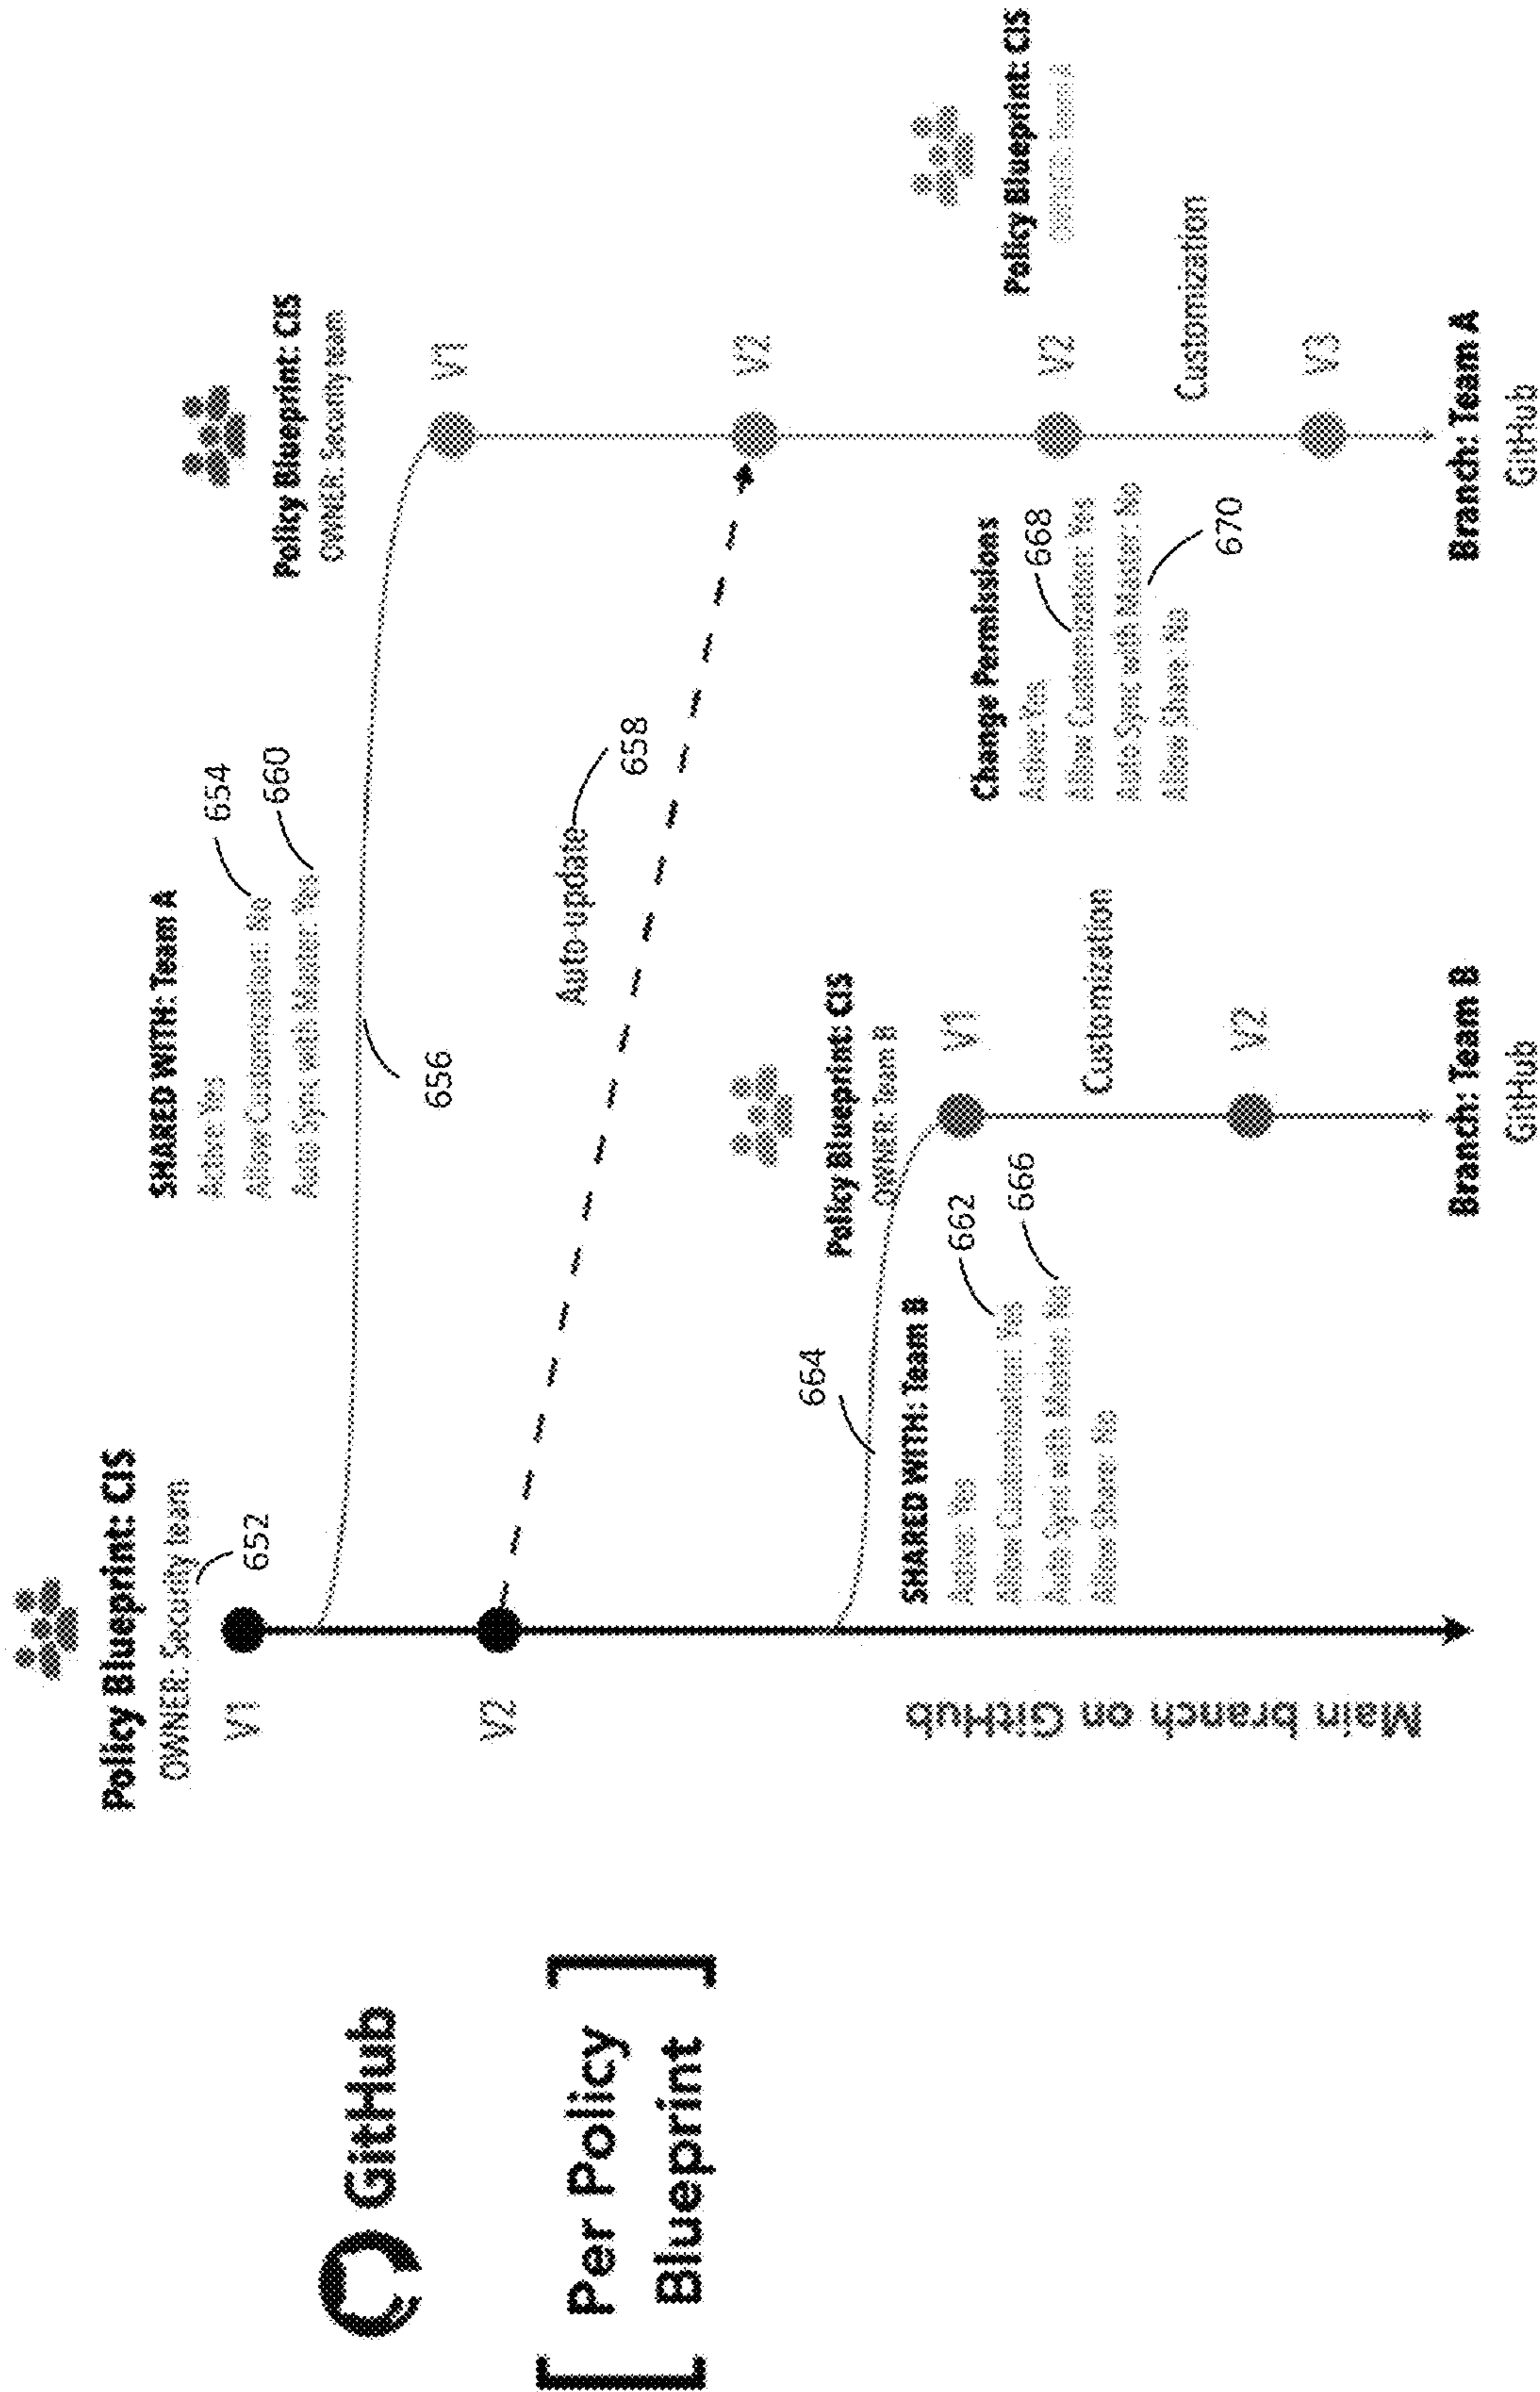 GitHub
[ Per Policy
Blueprint ]
Policy Blueprint: CIS
OWNER: Security team
652
V1
V2
Main branch on GitHub
SHARED WITH: Team A
Active: Yes
Allow Customization: No
Auto Sync with Master: Yes
654
660
656
Auto-update
658
Policy Blueprint: CIS
OWNER: Security team
V1
V2
V2
V3
Customization
Change Permissions
Active: Yes
Allow Customization: Yes
Auto Sync with Master: No
Allow Share: No
668
670
Policy Blueprint: CIS
OWNER: Team A
Branch: Team A
GitHub
664
SHARED WITH: Team B
Active: Yes
Allow Customization: Yes
Auto Sync with Master: No
Allow Share: No
662
666
Policy Blueprint: CIS
OWNER: Team B
V1
Customization
V2
Branch: Team B
GitHub